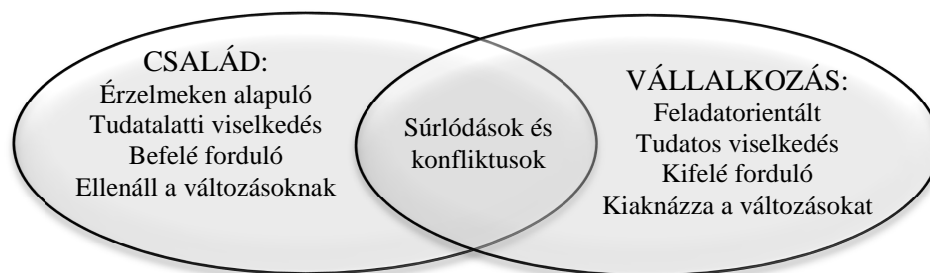 CSALÁD:
Érzelmeken alapuló
Tudatalatti viselkedés
Befelé forduló
Ellenáll a változásoknak
Súrlódások és
konfliktusok
VÁLLALKOZÁS:
Feladatorientált
Tudatos viselkedés
Kifelé forduló
Kiaknázza a változásokat